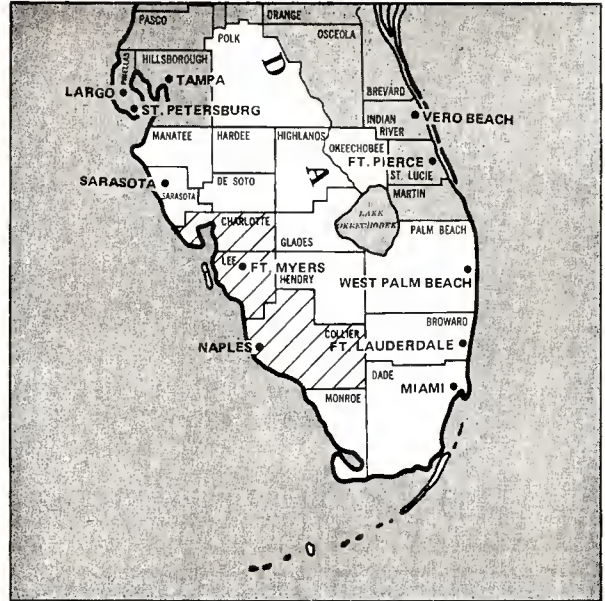 PASCO
ORANGE
POLK
OSCEOLA
HILLSBOROUGH
PINELLAS
TAMPA
D
LARGO
ST. PETERSBURG
BREVARD
INDIAN
RIVER
VERO BEACH
MANATEE
HARDEE
HIGHLANDS
OKEECHOBEE
FT. PIERCE
ST. LUCIE
SARASOTA
SARASOTA
DE SOTO
A
MARTIN
CHARLOTTE
LAKE
OKEECHOBEE
GLADES
PALM BEACH
LEE
FT. MYERS
HENDRY
WEST PALM BEACH
BROWARD
COLLIER
NAPLES
FT. LAUDERDALE
DADE
MIAMI
MONROE